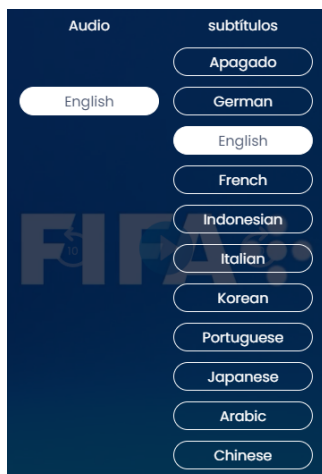 Audio
subtítulos
Apagado
English
German
English
French
Indonesian
FIFA
Italian
Korean
Portuguese
Japanese
Arabic
Chinese